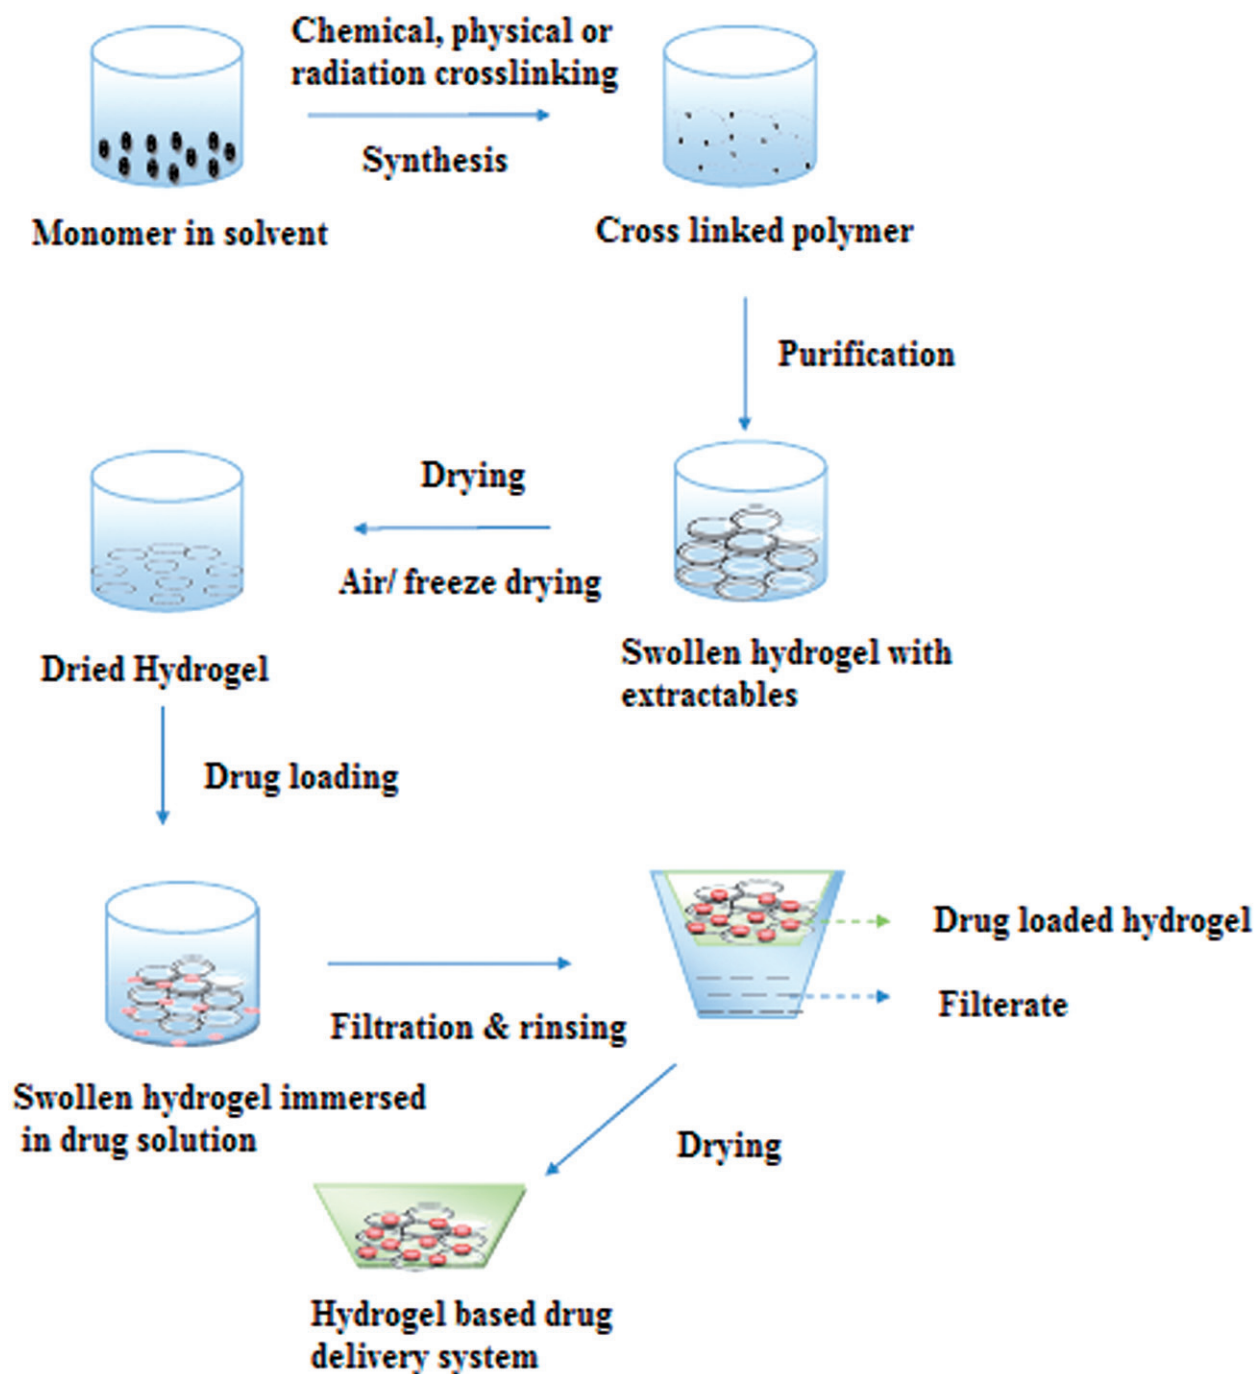 Chemical, physical or
radiation crosslinking
Synthesis
Monomer in solvent
Cross linked polymer
Purification
Drying
Air/ freeze drying
Dried Hydrogel
Swollen hydrogel with
extractables
Drug loading
Drug loaded hydrogel
Filterate
Filtration & rinsing
Swollen hydrogel immersed
in drug solution
Drying
Hydrogel based drug
delivery system